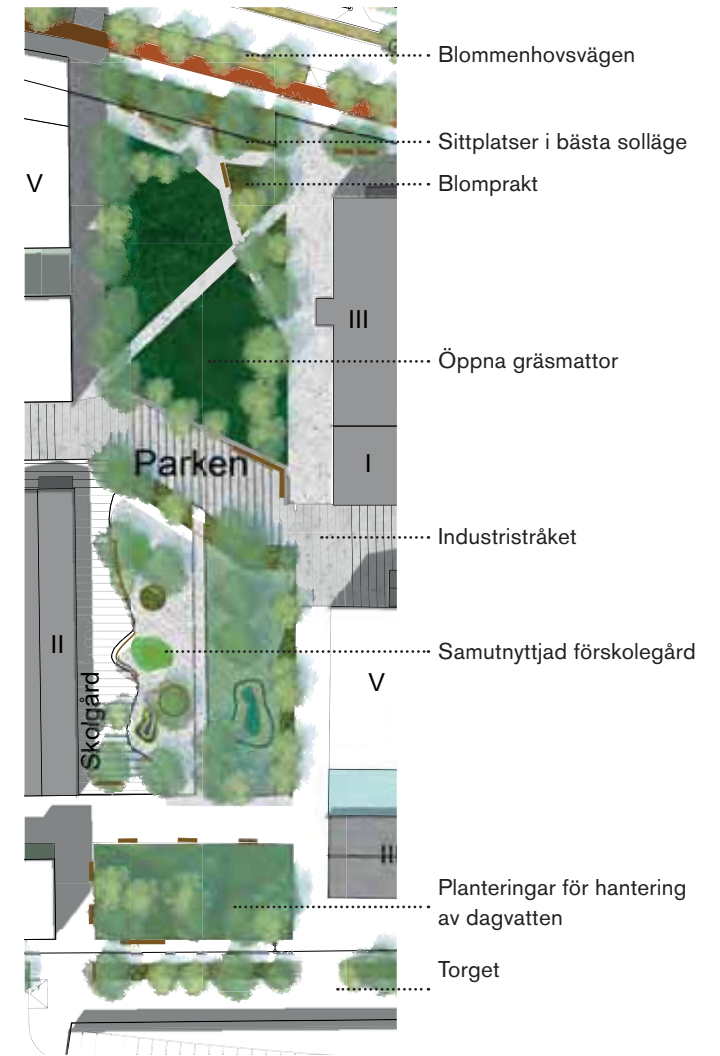 Blommenhovsvägen
Sittplatser i bästa solläge
V
Blomprakt
III
Öppna gräsmattor
Parken
I
Industristråket
II
Samutnyttjad förskolegård
V
Skolgård
Planteringar för hantering
av dagvatten
Torget